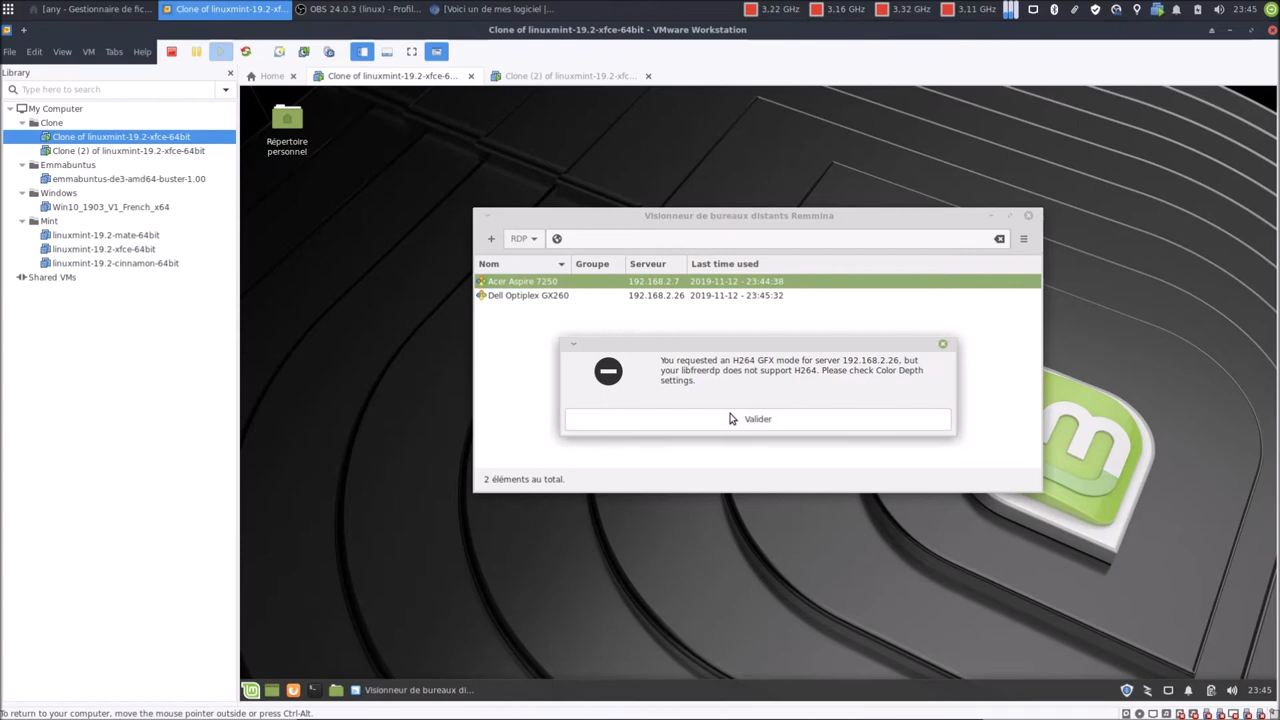 [any - Gestionnaire de fic...
Clone of linuxmint-19.2-xf...
OBS 24.0.3 (linux) - Profil...
[Voici un de mes logiciel |...
3,22 GHz
3,16 GHz
3,32 GHz
3,11 GHz
23:45
Clone of linuxmint-19.2-xfce-64bit - VMware Workstation
File Edit View VM Tabs Help
Library
Home
Clone of linuxmint-19.2-xfce-6...
Clone (2) of linuxmint-19.2-xfc...
Type here to search
My Computer
Clone
Clone of linuxmint-19.2-xfce-64bit
Clone (2) of linuxmint-19.2-xfce-64bit
Emmabuntus
emmabuntus-de3-amd64-buster-1.00
Windows
Win10_1903_V1_French_x64
Mint
linuxmint-19.2-mate-64bit
linuxmint-19.2-xfce-64bit
linuxmint-19.2-cinnamon-64bit
Shared VMs
Répertoire
personnel
Visionneur de bureaux distants Remmina
RDP
Nom Groupe Serveur Last time used
Acer Aspire 7250 192.168.2.7 2019-11-12 - 23:44:38
Dell Optiplex GX260 192.168.2.26 2019-11-12 - 23:45:32
You requested an H264 GFX mode for server 192.168.2.26, but
your libfreerdp does not support H264. Please check Color Depth
settings.
Valider
2 éléments au total.
Visionneur de bureaux di...
23:45
To return to your computer, move the mouse pointer outside or press Ctrl-Alt.